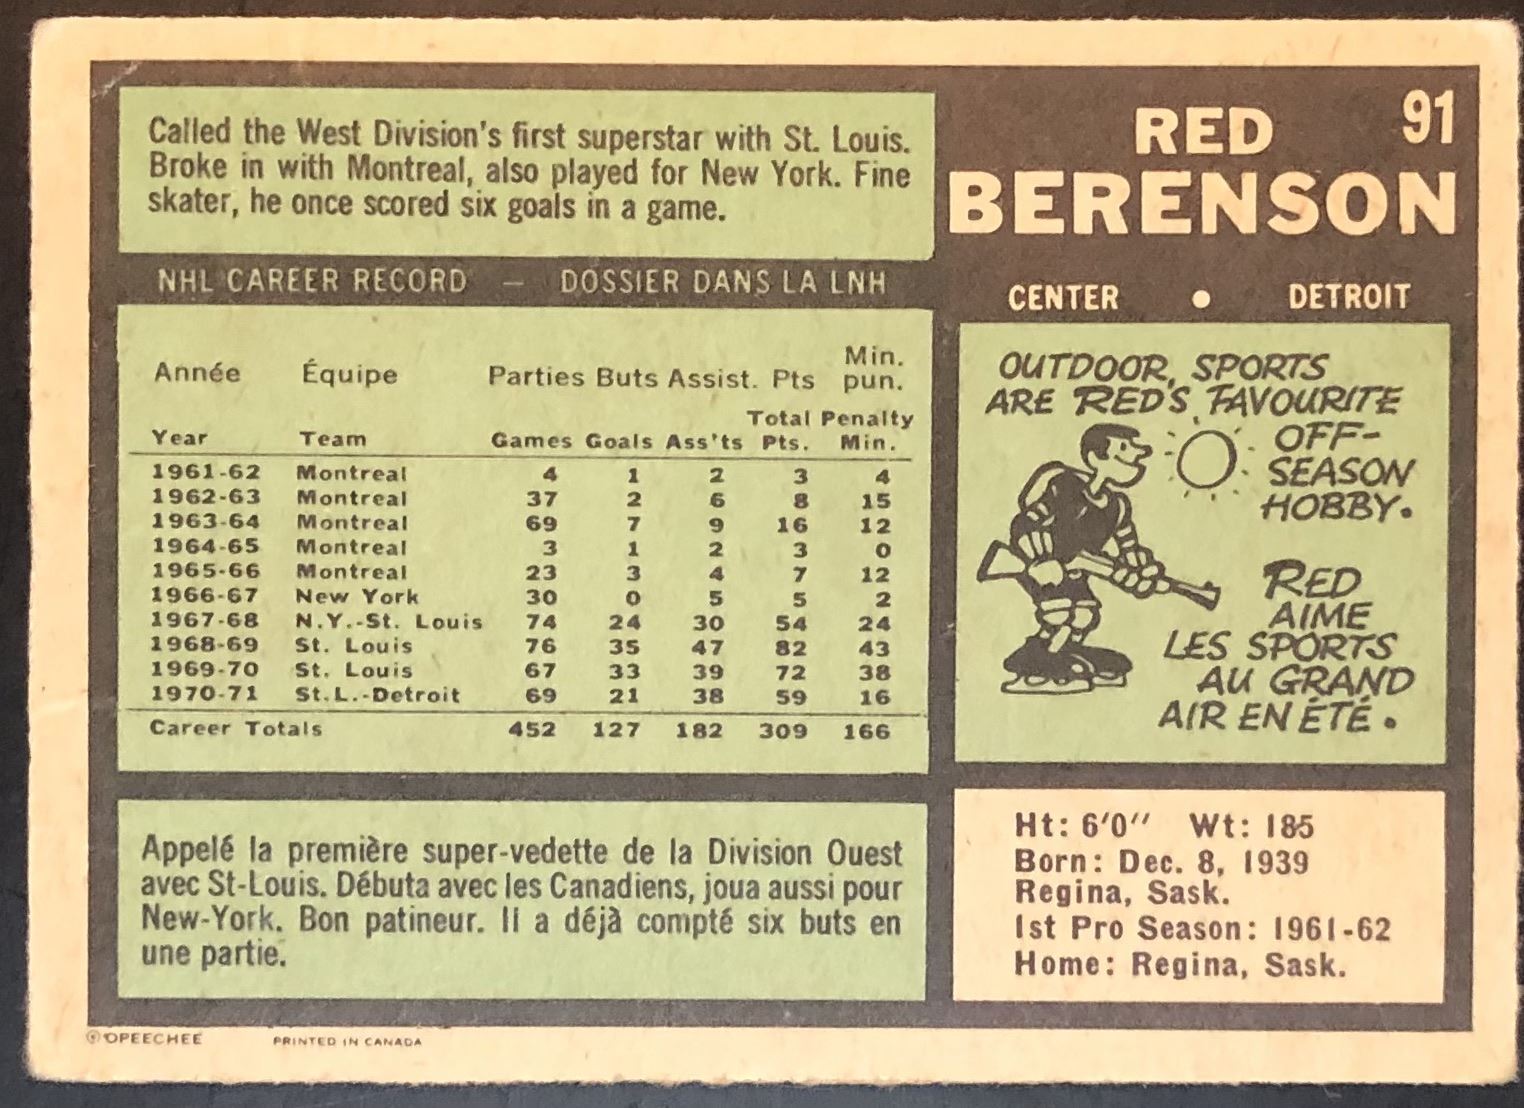 Called the West Division's first superstar with St. Louis.
Broke in with Montreal, also played for New York. Fine
skater, he once scored six goals in a game.
91
RED
BERENSON
CENTER • DETROIT
NHL CAREER RECORD — DOSSIER DANS LA LNH
Année Équipe Parties Buts Assist. Pts Min. pun.
Year Team Games Goals Ass'ts Total Pts. Penalty Min.
1961-62 Montreal 4 1 2 3 4
1962-63 Montreal 37 2 6 8 15
1963-64 Montreal 69 7 9 16 12
1964-65 Montreal 3 1 2 3 0
1965-66 Montreal 23 3 4 7 12
1966-67 New York 30 0 5 5 2
1967-68 N.Y.-St. Louis 74 24 30 54 24
1968-69 St. Louis 76 35 47 82 43
1969-70 St. Louis 67 33 39 72 38
1970-71 St.L.-Detroit 69 21 38 59 16
Career Totals 452 127 182 309 166
OUTDOOR SPORTS
ARE RED'S FAVOURITE
OFF-
SEASON
HOBBY.
RED
AIME
LES SPORTS
AU GRAND
AIR EN ÉTÉ.
Appelé la première super-vedette de la Division Ouest
avec St-Louis. Débuta avec les Canadiens, joua aussi pour
New-York. Bon patineur. Il a déjà compté six buts en
une partie.
Ht: 6'0" Wt: 185
Born: Dec. 8, 1939
Regina, Sask.
1st Pro Season: 1961-62
Home: Regina, Sask.
© OPEECHEE PRINTED IN CANADA